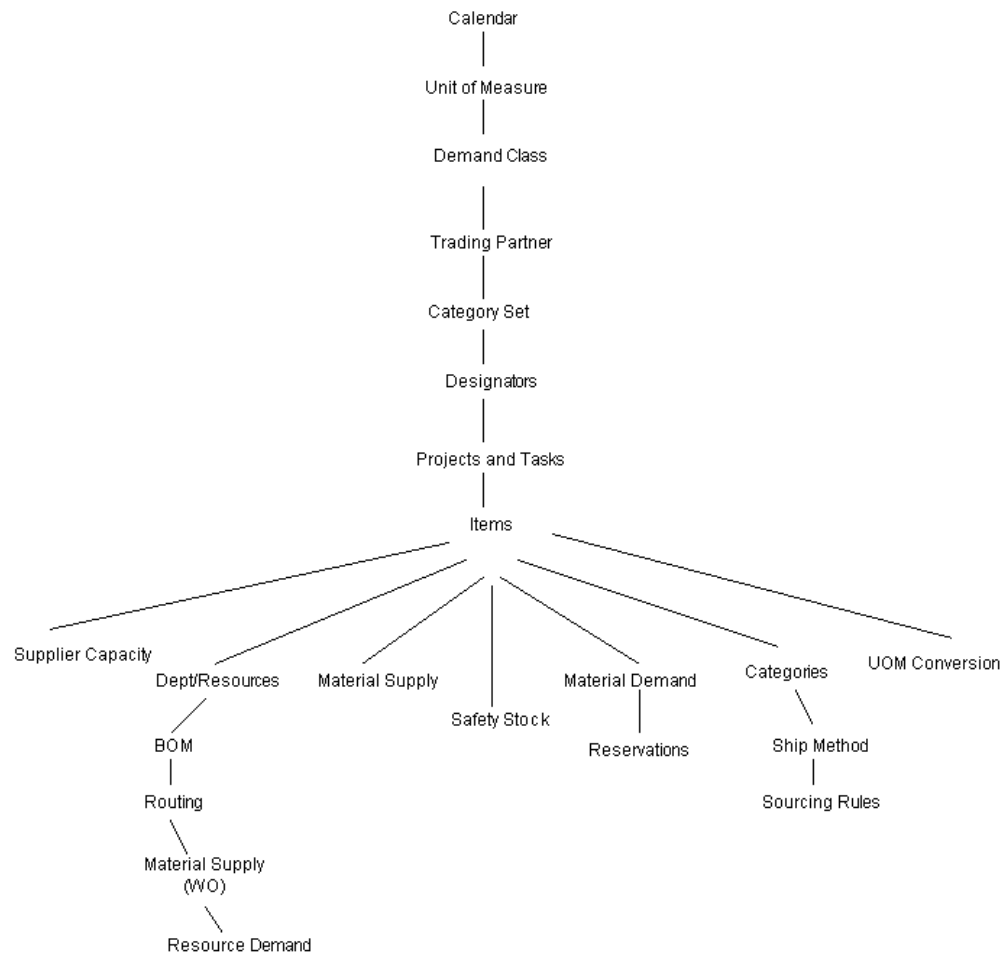 Calendar
Unit of Measure
Demand Class
Trading Partner
Category Set
Designators
Projects and Tasks
Items
Supplier Capacity
Dept/Resources
Material Supply
Safety Stock
Material Demand
Categories
UOM Conversion
BOM
Reservations
Ship Method
Routing
Sourcing Rules
Material Supply
(WO)
Resource Demand